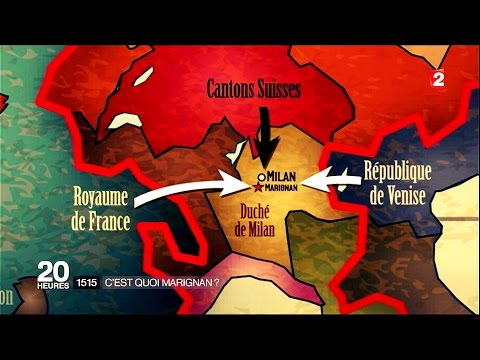 Cantons Suisses
2
MILAN
MARIGNAN
République
de Venise
Royaume
de France
Duché
de Milan
20
HEURES
1515
C'EST QUOI MARIGNAN ?